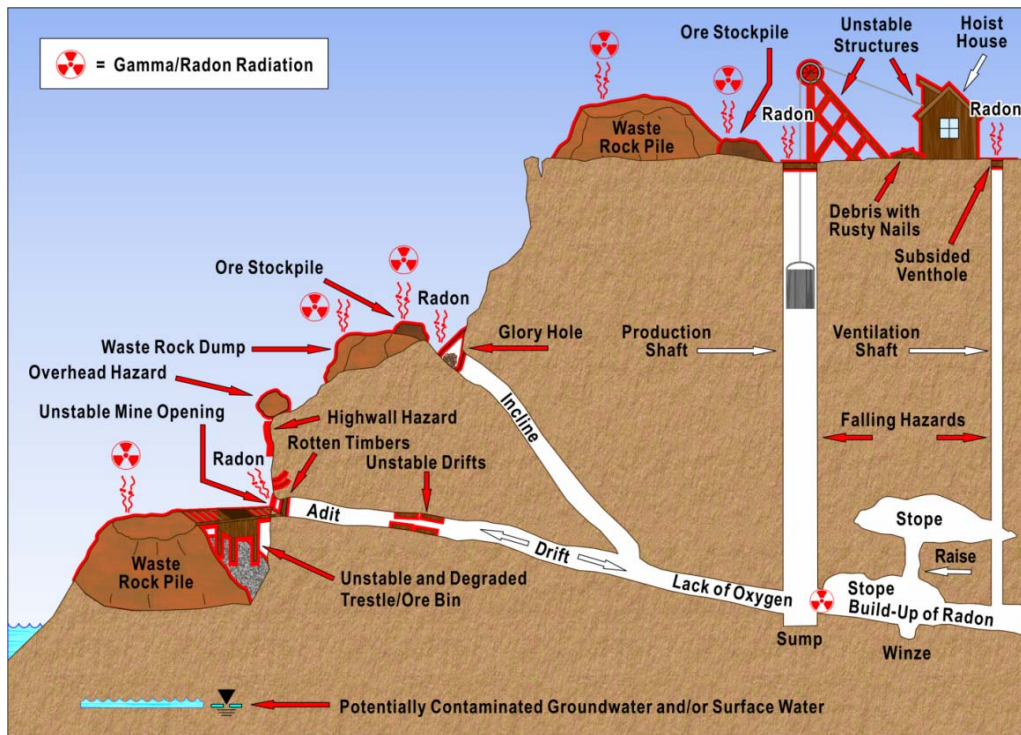 = Gamma/Radon Radiation
Ore Stockpile
Unstable
Structures
Hoist
House
Radon
Radon
Waste
Rock Pile
Debris with
Rusty Nails
Subsided
Venthole
Ore Stockpile
Radon
Waste Rock Dump
Glory Hole
Production
Shaft
Ventilation
Shaft
Overhead Hazard
Unstable Mine Opening
Highwall Hazard
Rotten Timbers
Unstable Drifts
Incline
Falling Hazards
Radon
Adit
Drift
Stope
Raise
Waste
Rock Pile
Unstable and Degraded
Trestle/Ore Bin
Lack of Oxygen
Stope
Build-Up of Radon
Sump
Winze
Potentially Contaminated Groundwater and/or Surface Water